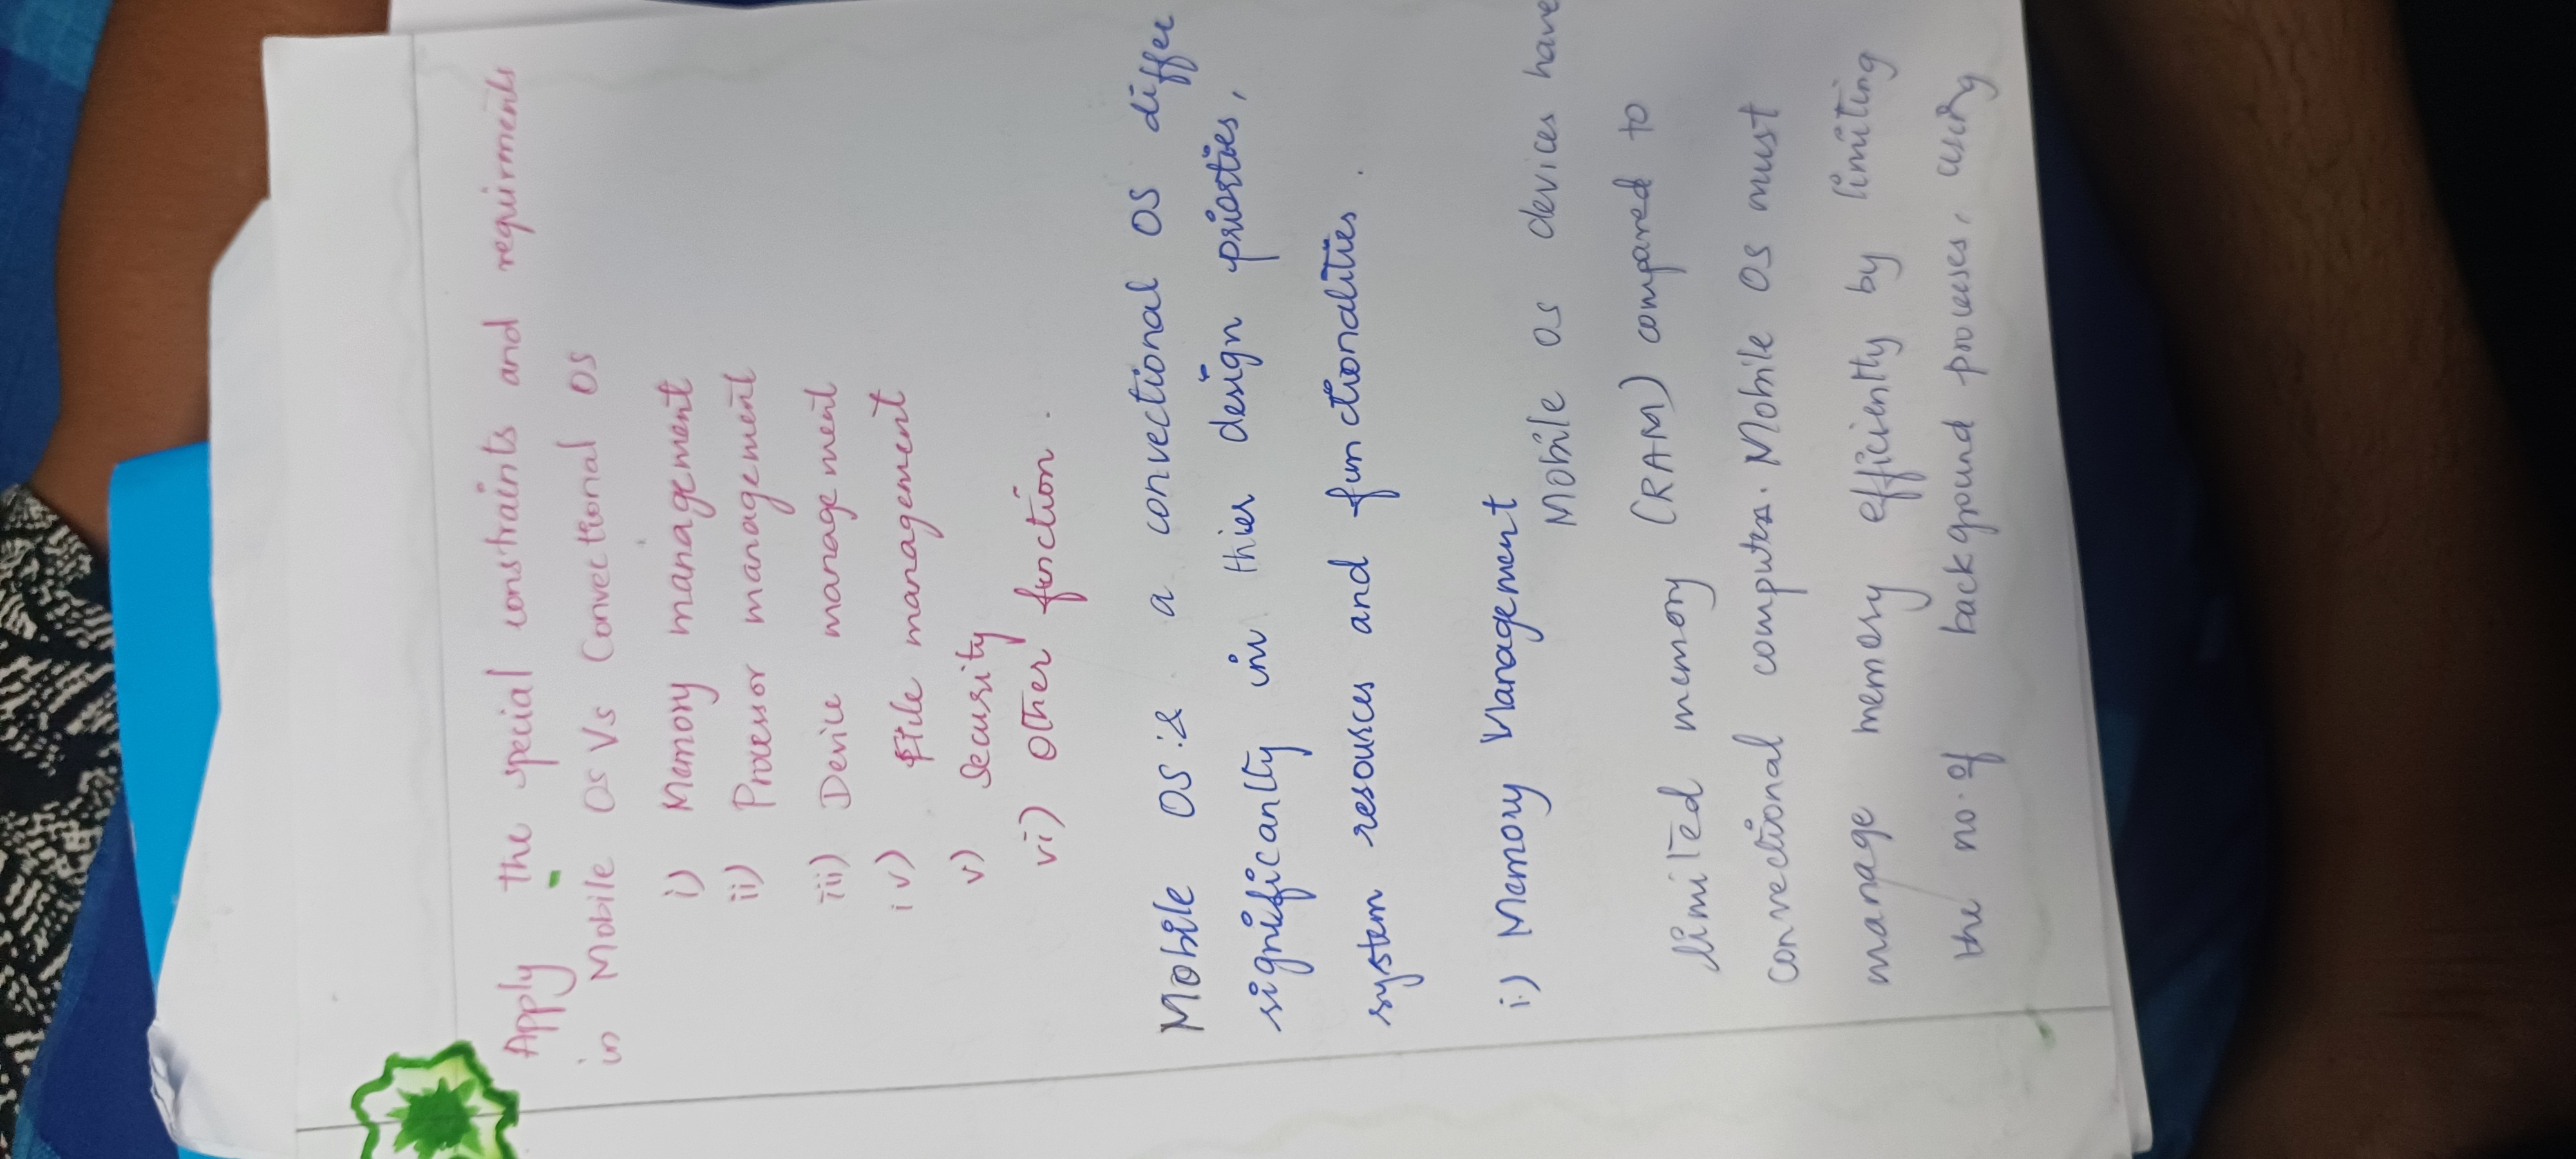 Apply the special constraints and requirments
in Mobile OS Vs Convectional OS
i) Memory management
ii) Processor management
iii) Device management
iv) File management
v) Security
vi) Other function.
Mobile OS :& a convectional OS differ
significanlty in thier design priorties,
system resources and functionalities.
i.) Memory Management
Mobile OS devices have
limited memory (RAM) compared to
convectional computer. Mobile OS must
manage memory efficiently by limiting
the no. of background processes, using